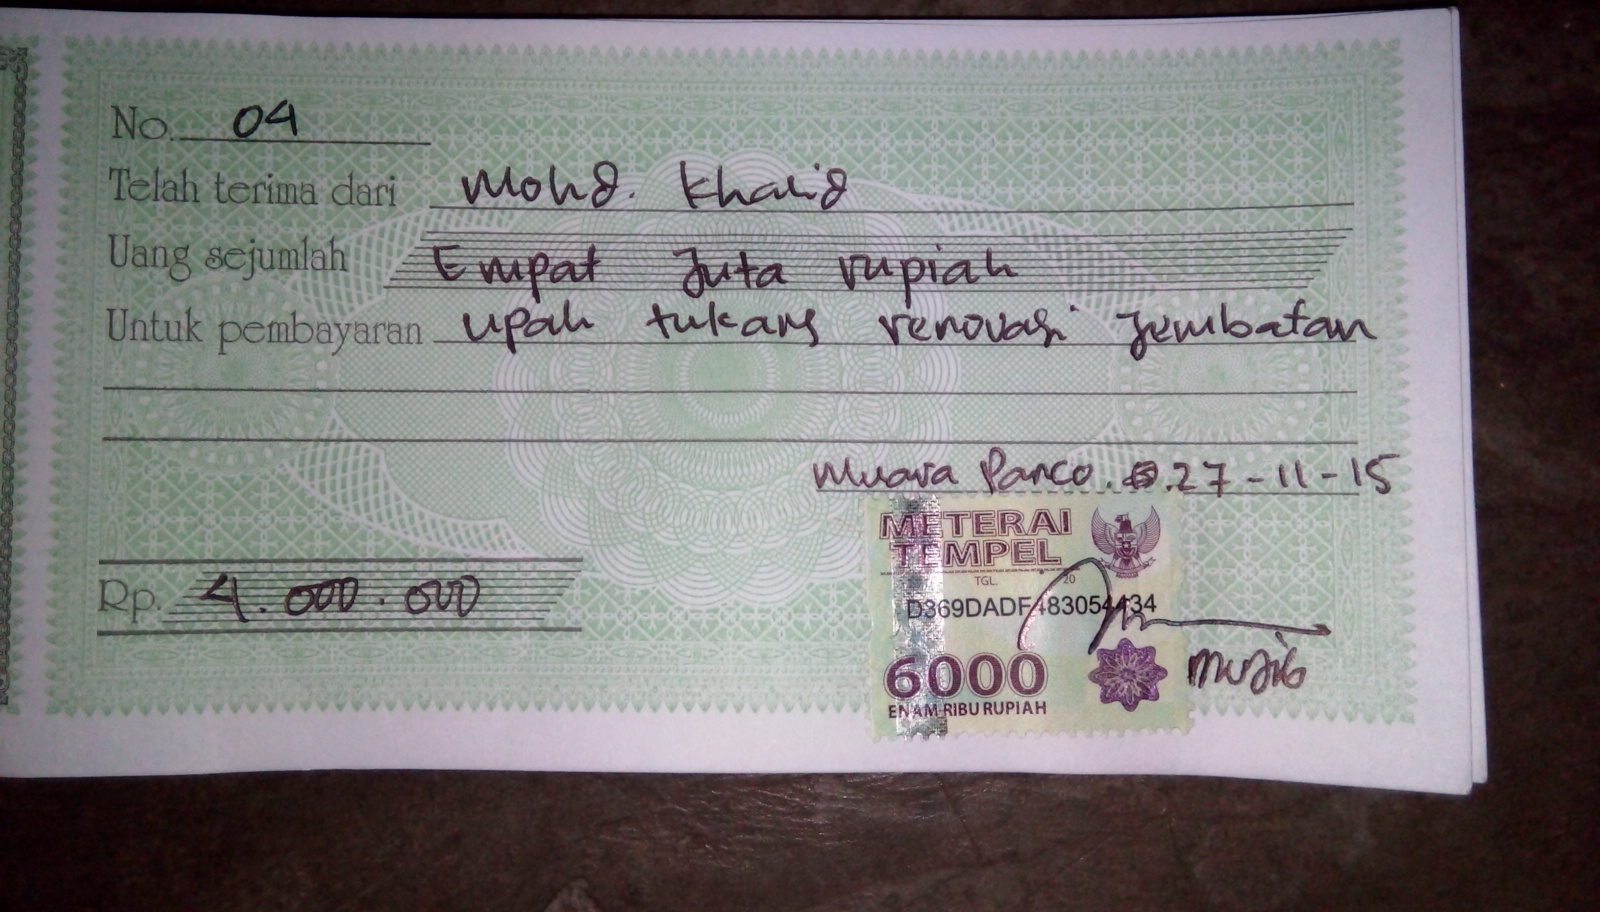 No. 04
Telah terima dari Mohd. Khalid
Uang sejumlah Empat Juta rupiah
Untuk pembayaran upah tukang renovasi Jembatan
Muara Panco. 27-11-15
METERAI
TEMPEL
TGL. 20
D369DADF483054434
Rp. 4.000.000
6000
ENAM RIBU RUPIAH
Mujib